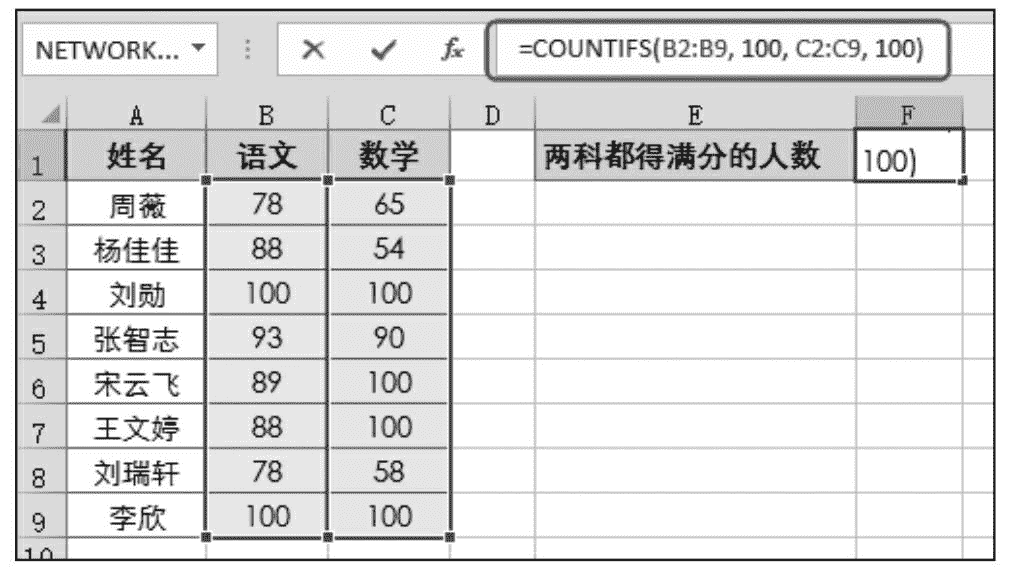 NETWORK... fx =COUNTIFS(B2:B9, 100, C2:C9, 100)
A B C D E F
1 姓名 语文 数学 两科都得满分的人数 100)
2 周薇 78 65
3 杨佳佳 88 54
4 刘勋 100 100
5 张智志 93 90
6 宋云飞 89 100
7 王文婷 88 100
8 刘瑞轩 78 58
9 李欣 100 100
10